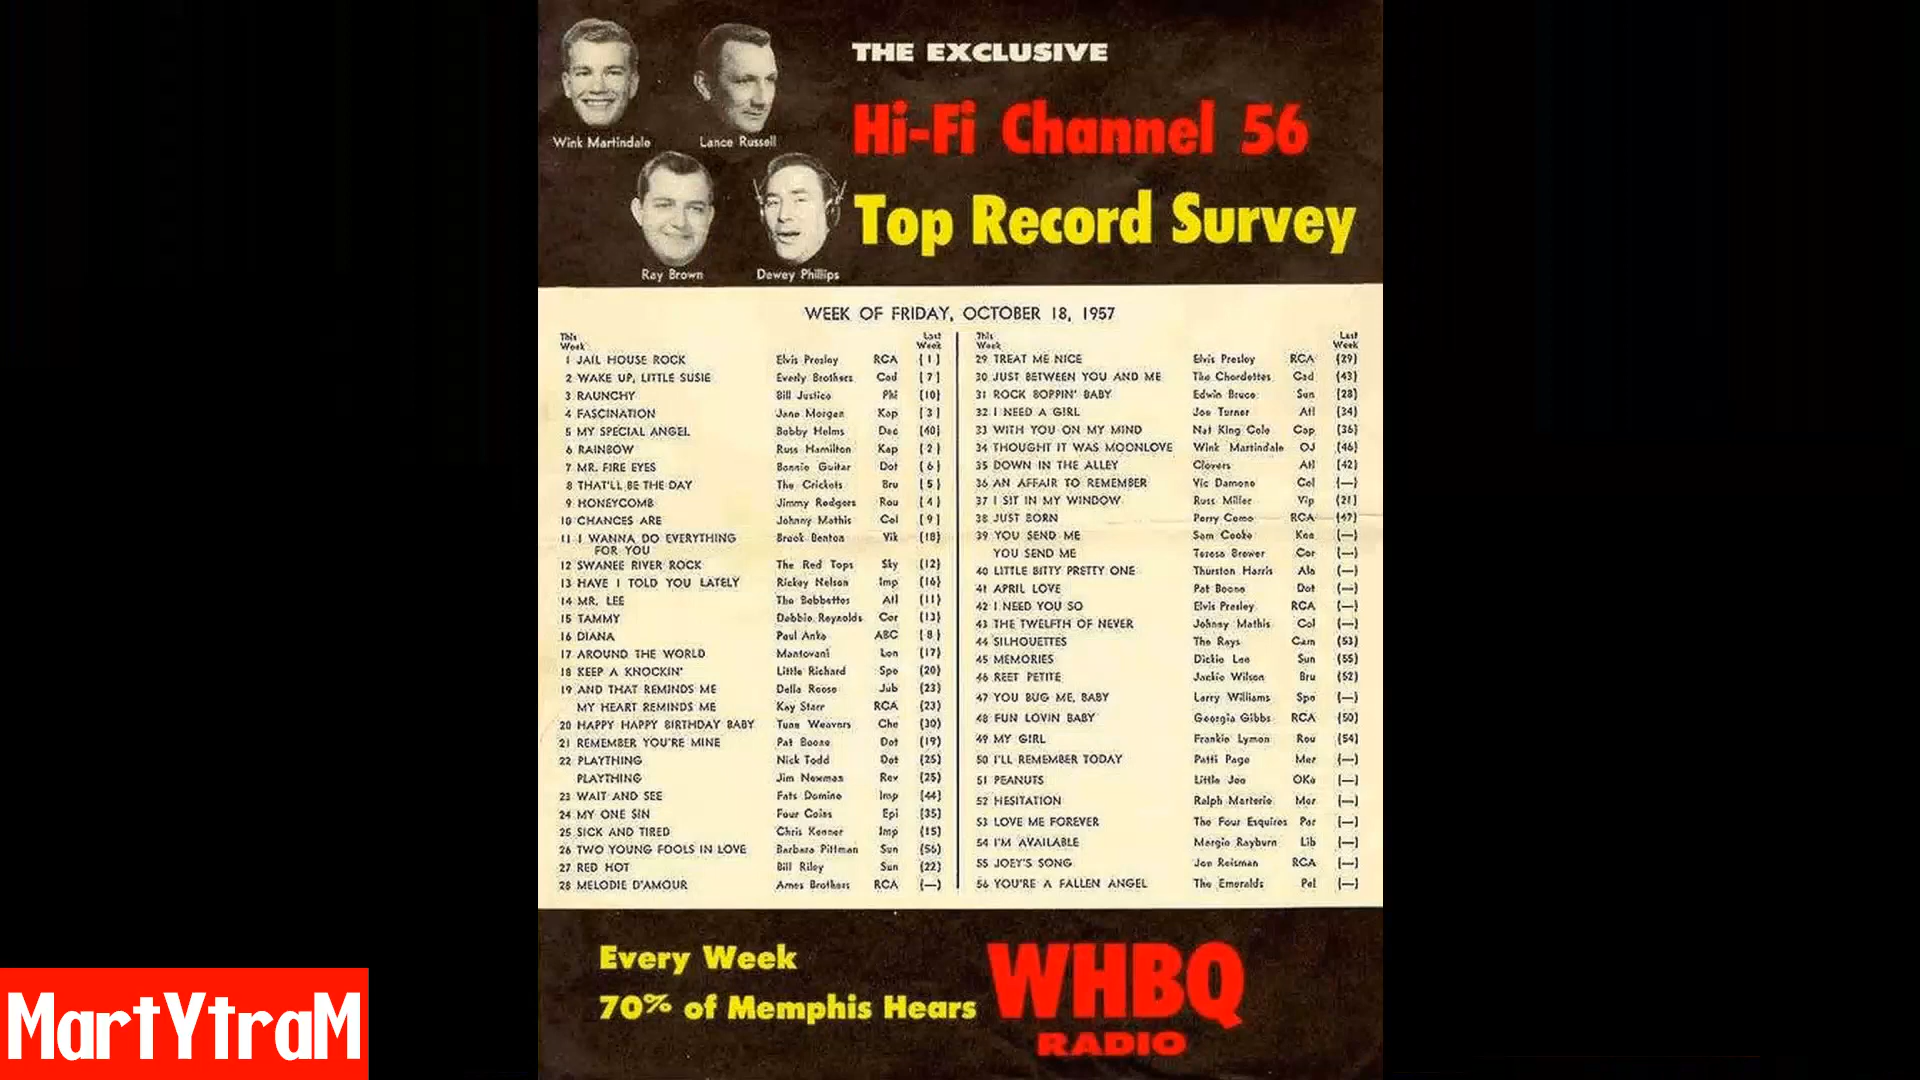 THE EXCLUSIVE
Hi-Fi Channel 56
Top Record Survey
Wink Martindale
Lance Russell
Ray Brown
Dewey Phillips
WEEK OF FRIDAY, OCTOBER 18, 1957
This Week Last Week
1 JAIL HOUSE ROCK Elvis Presley RCA (1)
2 WAKE UP, LITTLE SUSIE Everly Brothers Cad (7)
3 RAUNCHY Bill Justice Phi (10)
4 FASCINATION Jane Morgan Kap (3)
5 MY SPECIAL ANGEL Bobby Helms Dec (40)
6 RAINBOW Russ Hamilton Kap (2)
7 MR. FIRE EYES Bonnie Guitar Dot (6)
8 THAT'LL BE THE DAY The Crickets Bru (5)
9 HONEYCOMB Jimmy Rodgers Rou (4)
10 CHANCES ARE Johnny Mathis Col (9)
11 I WANNA DO EVERYTHING Brook Benton Vik (18)
FOR YOU
12 SWANEE RIVER ROCK The Red Tops Sky (12)
13 HAVE I TOLD YOU LATELY Rickey Nelson Imp (16)
14 MR. LEE The Bobbettes Atl (11)
15 TAMMY Debbie Reynolds Cor (13)
16 DIANA Paul Anka ABC (8)
17 AROUND THE WORLD Mantovani Lon (17)
18 KEEP A KNOCKIN' Little Richard Spe (20)
19 AND THAT REMINDS ME Della Reese Jub (23)
MY HEART REMINDS ME Kay Starr RCA (23)
20 HAPPY HAPPY BIRTHDAY BABY Tune Weavers Che (30)
21 REMEMBER YOU'RE MINE Pat Boone Dot (19)
22 PLAYTHING Nick Todd Dot (25)
PLAYTHING Jim Newman Rev (25)
23 WAIT AND SEE Fats Domino Imp (44)
24 MY ONE SIN Four Coins Epi (35)
25 SICK AND TIRED Chris Kenner Imp (15)
26 TWO YOUNG FOOLS IN LOVE Barbara Pittman Sun (56)
27 RED HOT Bill Riley Sun (22)
28 MELODIE D'AMOUR Ames Brothers RCA (—)
This Week Last Week
29 TREAT ME NICE Elvis Presley RCA (29)
30 JUST BETWEEN YOU AND ME The Chordettes Cad (43)
31 ROCK BOPPIN' BABY Edwin Bruce Sun (28)
32 I NEED A GIRL Joe Turner Atl (34)
33 WITH YOU ON MY MIND Nat King Cole Cap (36)
34 THOUGHT IT WAS MOONLOVE Wink Martindale OJ (46)
35 DOWN IN THE ALLEY Clovers Atl (42)
36 AN AFFAIR TO REMEMBER Vic Damone Col (—)
37 I SIT IN MY WINDOW Russ Miller Vip (21)
38 JUST BORN Perry Como RCA (47)
39 YOU SEND ME Sam Cooke Kee (—)
YOU SEND ME Teresa Brewer Cor (—)
40 LITTLE BITTY PRETTY ONE Thurston Harris Ala (—)
41 APRIL LOVE Pat Boone Dot (—)
42 I NEED YOU SO Elvis Presley RCA (—)
43 THE TWELFTH OF NEVER Johnny Mathis Col (—)
44 SILHOUETTES The Rays Cam (53)
45 MEMORIES Dickie Lee Sun (55)
46 REET PETITE Jackie Wilson Bru (52)
47 YOU BUG ME, BABY Larry Williams Spe (—)
48 FUN LOVIN BABY Georgia Gibbs RCA (50)
49 MY GIRL Frankie Lymon Rou (54)
50 I'LL REMEMBER TODAY Patti Page Mer (—)
51 PEANUTS Little Joe OKe (—)
52 HESITATION Ralph Marterie Mer (—)
53 LOVE ME FOREVER The Four Esquires Par (—)
54 I'M AVAILABLE Margie Rayburn Lib (—)
55 JOEY'S SONG Joe Reisman RCA (—)
56 YOU'RE A FALLEN ANGEL The Emeralds Pel (—)
Every Week
70% of Memphis Hears
WHBQ
RADIO
MartYtraM